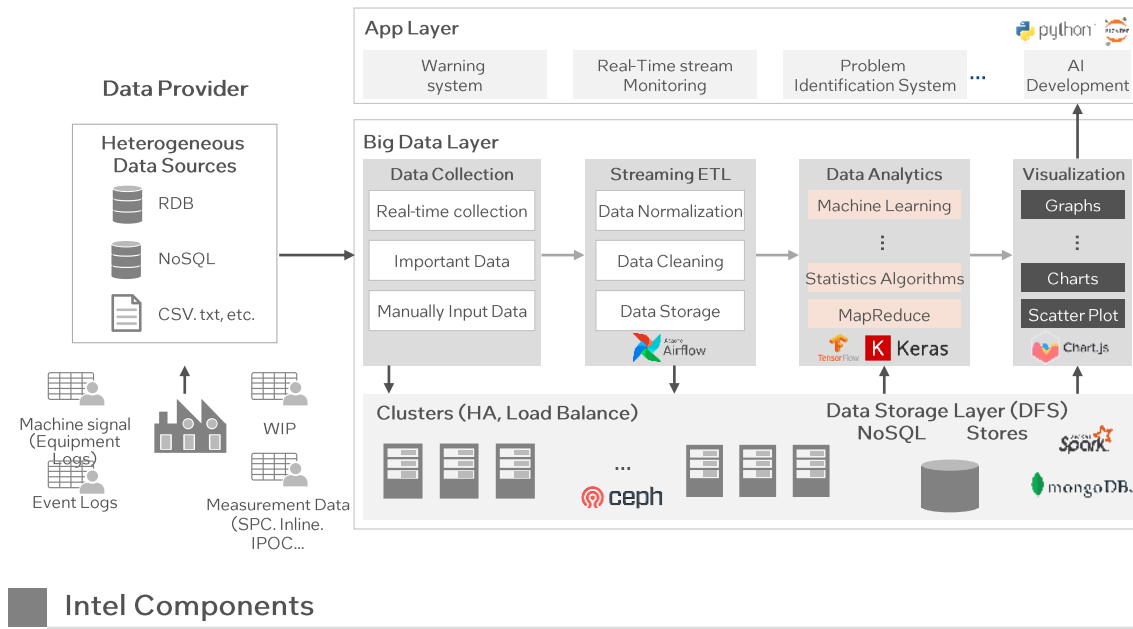 App Layer
python
jupyter
Warning
system
Real-Time stream
Monitoring
Problem
Identification System
...
AI
Development
Data Provider
Heterogeneous
Data Sources
RDB
NoSQL
CSV. txt, etc.
Big Data Layer
Data Collection
Real-time collection
Important Data
Manually Input Data
Streaming ETL
Data Normalization
Data Cleaning
Data Storage
Apache
Airflow
Data Analytics
Machine Learning
Statistics Algorithms
MapReduce
TensorFlow
K Keras
Visualization
Graphs
Charts
Scatter Plot
Chart.js
Machine signal
(Equipment
Logs)
Event Logs
WIP
Measurement Data
(SPC. Inline.
IPOC...
Clusters (HA, Load Balance)
...
ceph
Data Storage Layer (DFS)
NoSQL Stores
Spark
mongoDB.
Intel Components